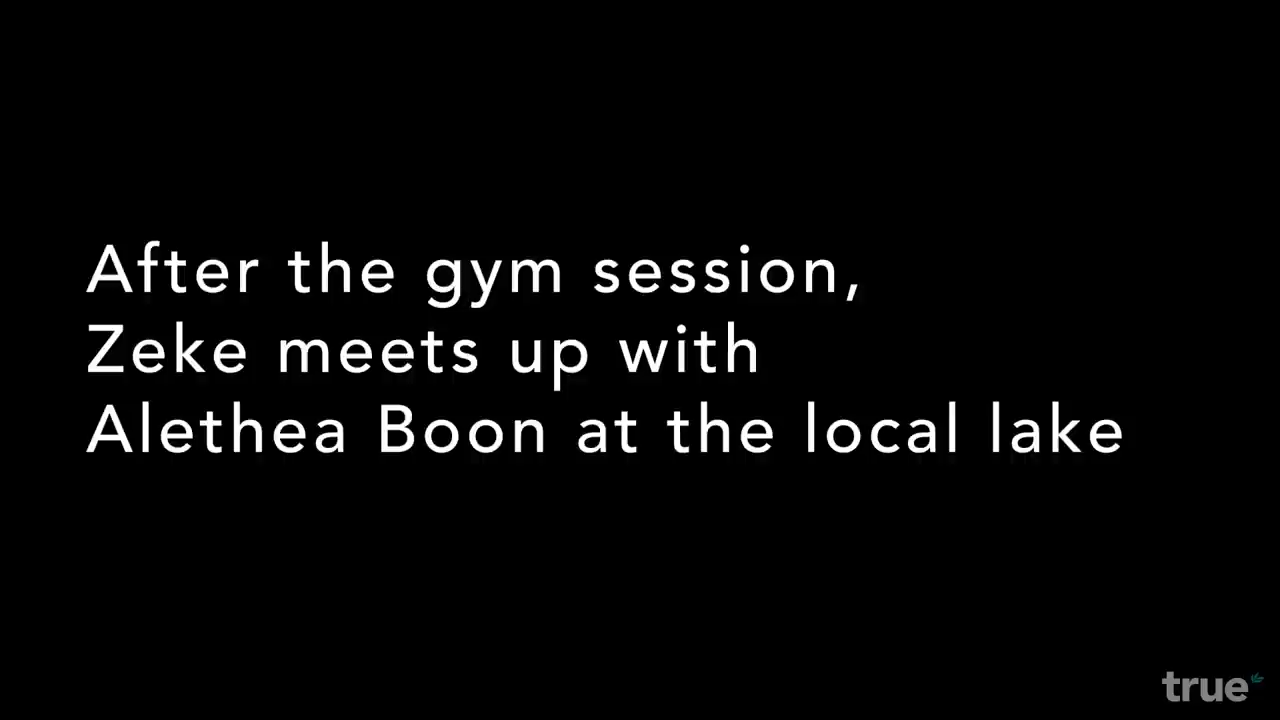 After the gym session,
Zeke meets up with
Alethea Boon at the local lake
true